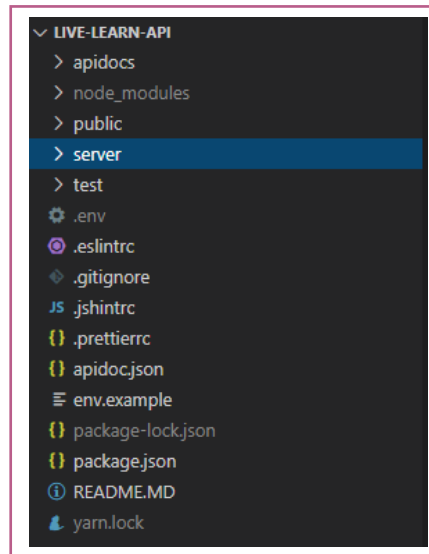 LIVE-LEARN-API
apidocs
node_modules
public
server
test
.env
.eslintrc
.gitignore
JS .jshintrc
{} .prettierrc
{} apidoc.json
env.example
{} package-lock.json
{} package.json
README.MD
yarn.lock